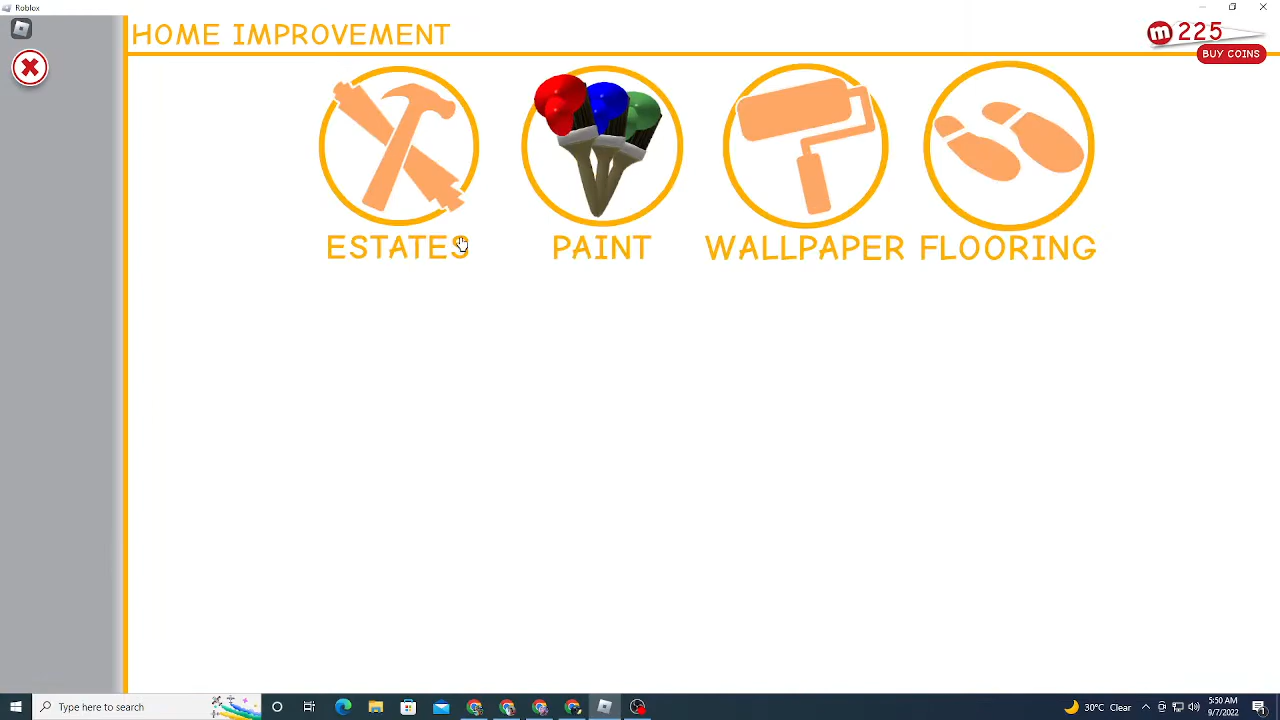 Roblox
HOME IMPROVEMENT
m 225
BUY COINS
ESTATES PAINT WALLPAPER FLOORING
Type here to search
30°C Clear
5:50 AM
9/7/2022